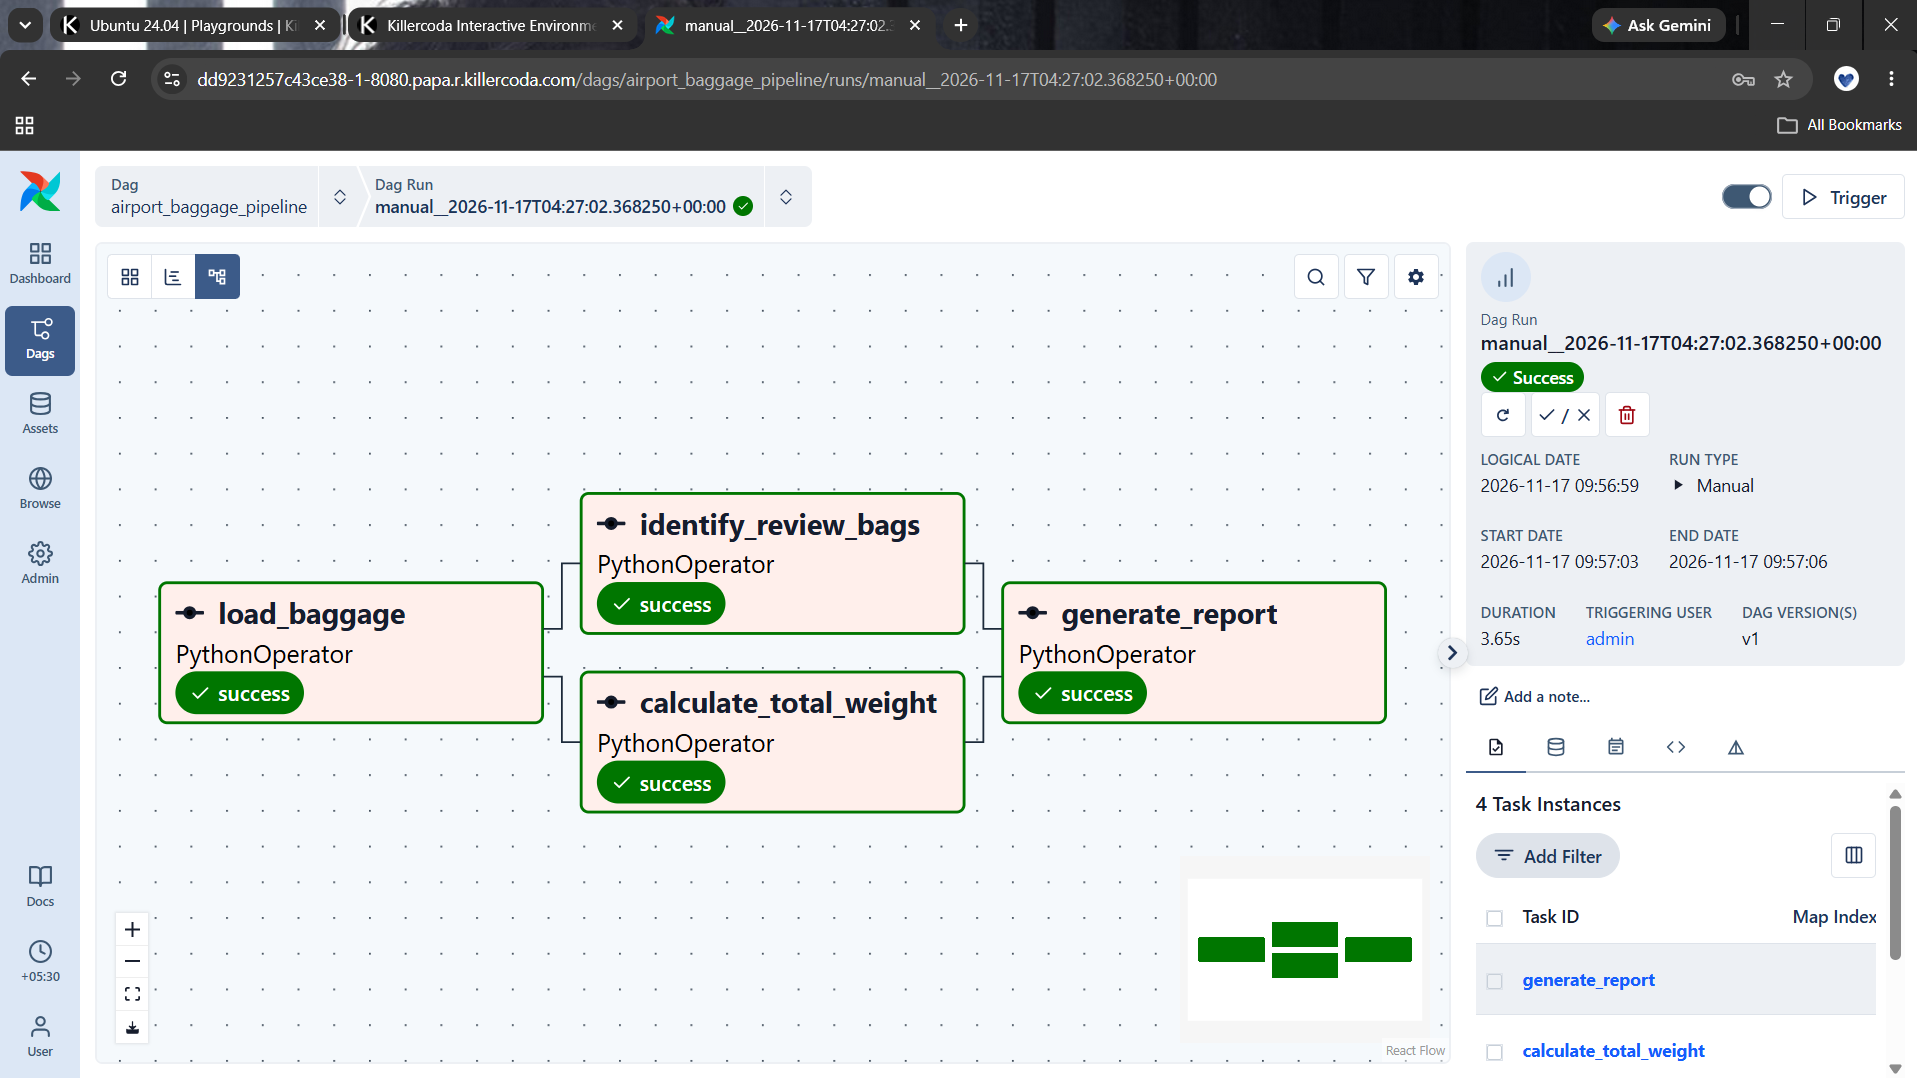 Ubuntu 24.04 | Playgrounds | Ki
Killercoda Interactive Environme
manual__2026-11-17T04:27:02.3
Ask Gemini
dd9231257c43ce38-1-8080.papa.r.killercoda.com/dags/airport_baggage_pipeline/runs/manual__2026-11-17T04:27:02.368250+00:00
All Bookmarks
Dag
airport_baggage_pipeline
Dag Run
manual__2026-11-17T04:27:02.368250+00:00
Trigger
Dashboard
Dags
Assets
Browse
Admin
Docs
+05:30
User
load_baggage
PythonOperator
success
identify_review_bags
PythonOperator
success
calculate_total_weight
PythonOperator
success
generate_report
PythonOperator
success
React Flow
Dag Run
manual__2026-11-17T04:27:02.368250+00:00
Success
/
LOGICAL DATE
2026-11-17 09:56:59
RUN TYPE
Manual
START DATE
2026-11-17 09:57:03
END DATE
2026-11-17 09:57:06
DURATION
3.65s
TRIGGERING USER
admin
DAG VERSION(S)
v1
Add a note...
4 Task Instances
Add Filter
Task ID
Map Index
generate_report
calculate_total_weight